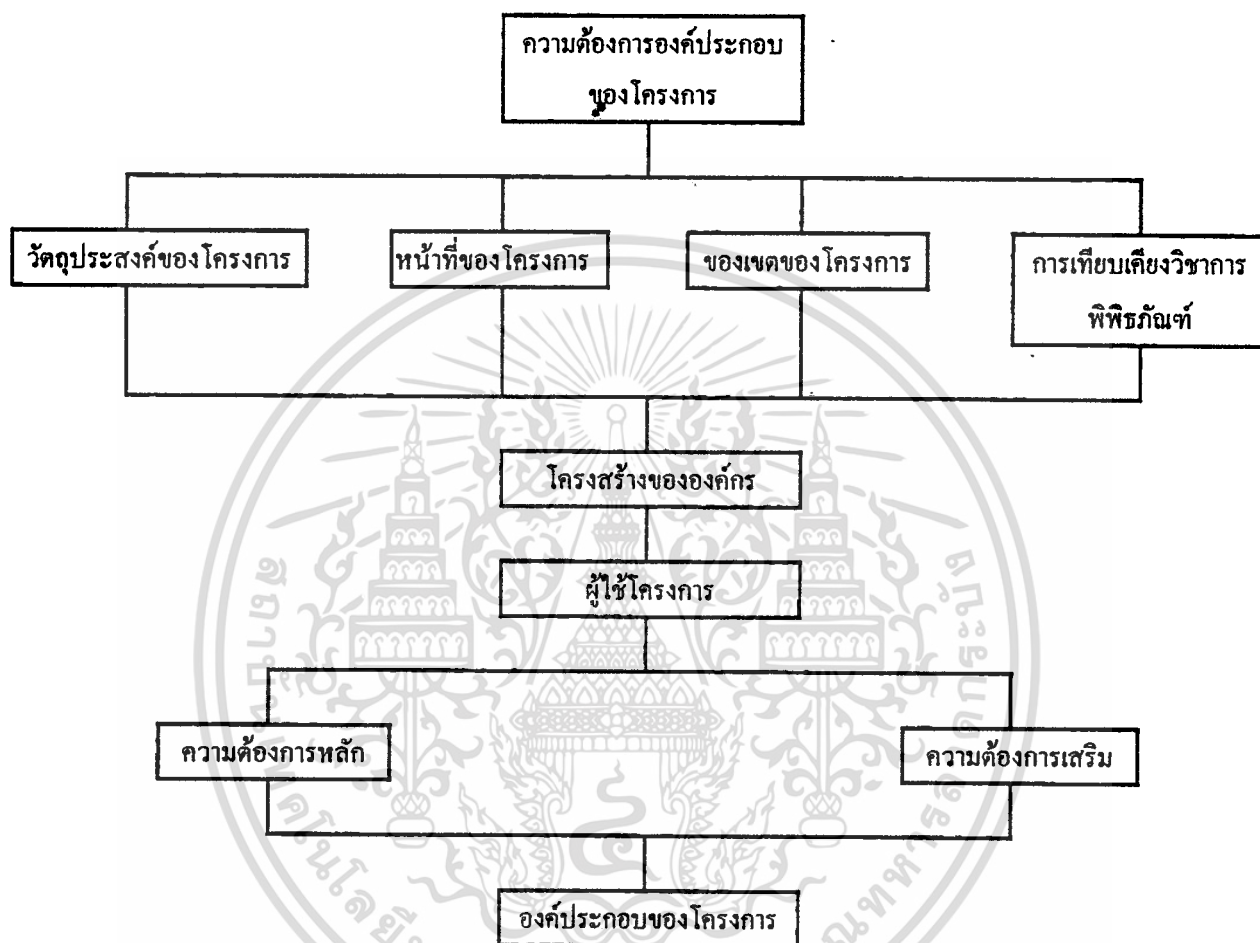 ความต้องการองค์ประกอบ
ของโครงการ
วัตถุประสงค์ของโครงการ
หน้าที่ของโครงการ
ของเขตของโครงการ
การเทียบเคียงวิชาการ
พิพิธภัณฑ์
โครงสร้างขององค์กร
ผู้ใช้โครงการ
ความต้องการหลัก
ความต้องการเสริม
องค์ประกอบของโครงการ